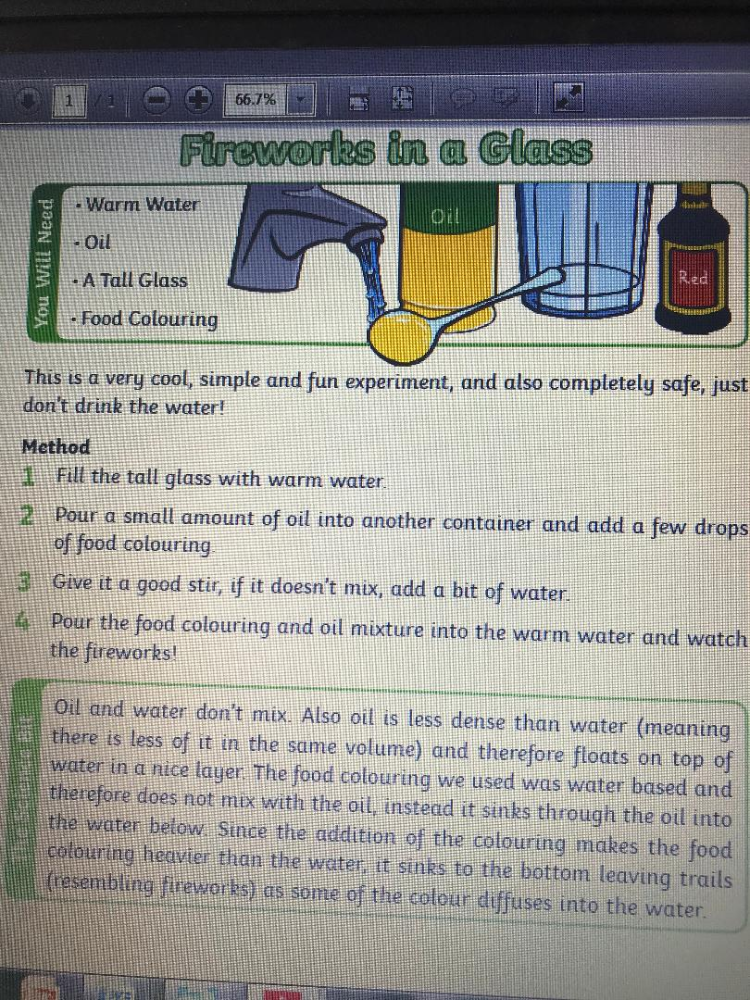 1 / 1
66.7%
Fireworks in a Glass
You Will Need
· Warm Water
· Oil
· A Tall Glass
· Food Colouring
Oil
Red
This is a very cool, simple and fun experiment, and also completely safe, just
don't drink the water!
Method
1 Fill the tall glass with warm water.
2 Pour a small amount of oil into another container and add a few drops
of food colouring.
3 Give it a good stir, if it doesn't mix, add a bit of water.
4 Pour the food colouring and oil mixture into the warm water and watch
the fireworks!
Oil and water don't mix. Also oil is less dense than water (meaning
there is less of it in the same volume) and therefore floats on top of
water in a nice layer. The food colouring we used was water based and
therefore does not mix with the oil, instead it sinks through the oil into
the water below. Since the addition of the colouring makes the food
colouring heavier than the water, it sinks to the bottom leaving trails
(resembling fireworks) as some of the colour diffuses into the water.